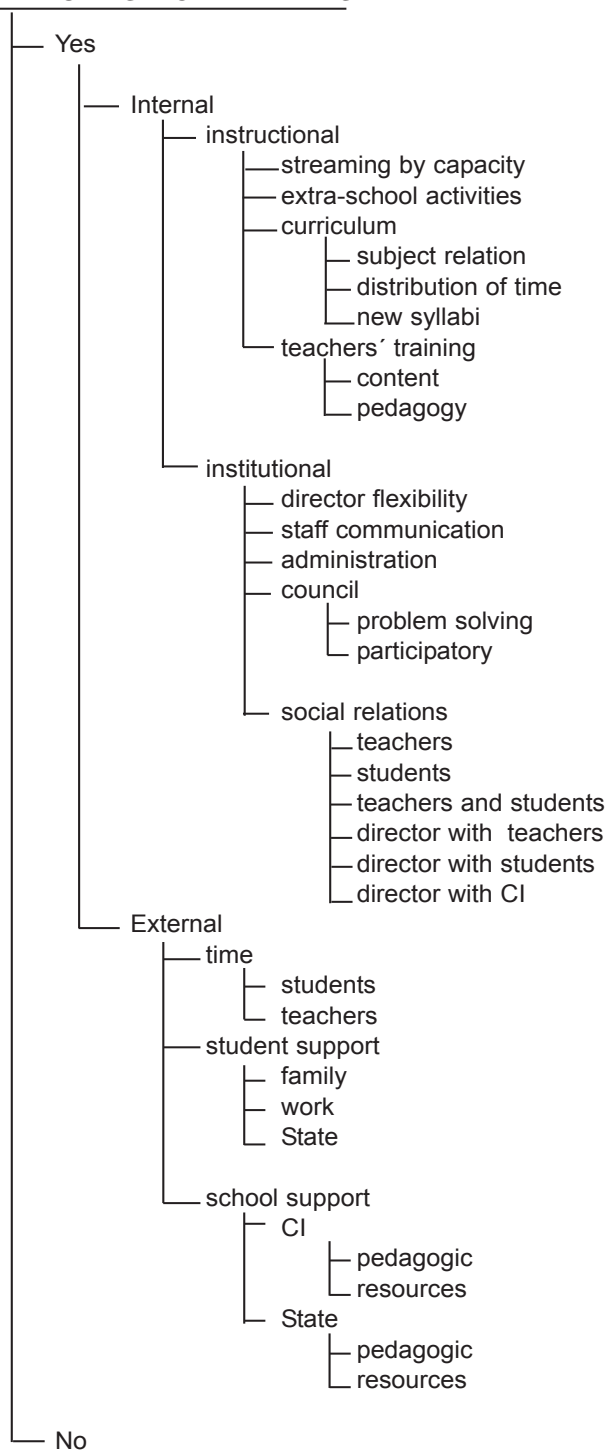 Yes
Internal
instructional
streaming by capacity
extra-school activities
curriculum
subject relation
distribution of time
new syllabi
teachers´ training
content
pedagogy
institutional
director flexibility
staff communication
administration
council
problem solving
participatory
social relations
teachers
students
teachers and students
director with teachers
director with students
director with CI
External
time
students
teachers
student support
family
work
State
school support
CI
pedagogic
resources
State
pedagogic
resources
No